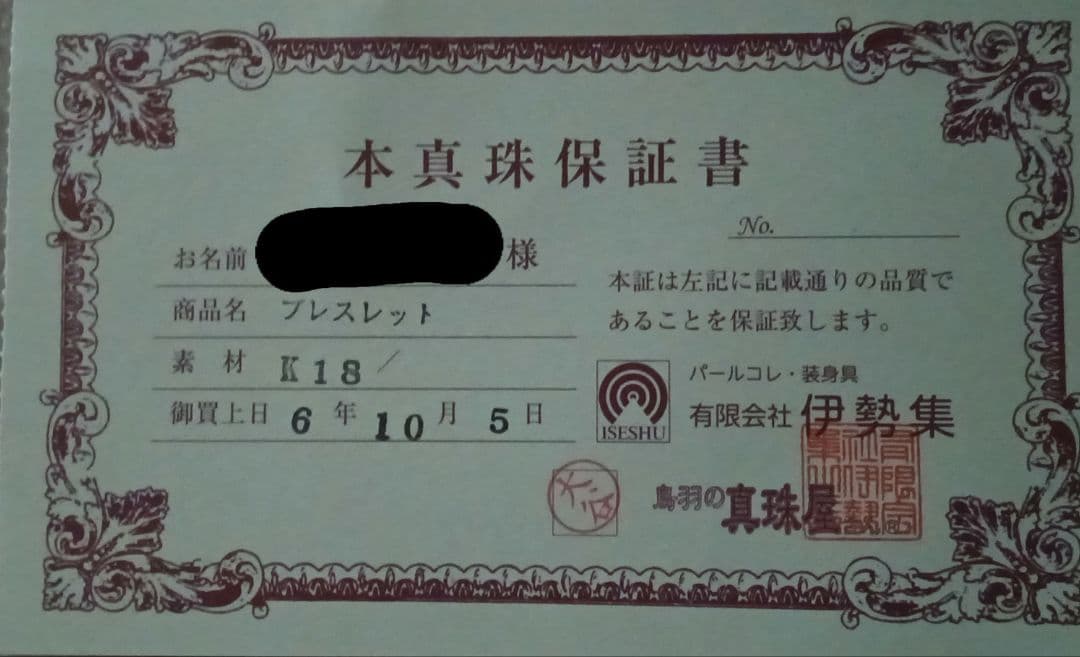 本真珠保証書
No.
お名前 様
商品名 ブレスレット
素材 K18/
御買上日 6年10月5日
本証は左記に記載通りの品質で
あることを保証致します。
ISESHU
パールコレ・装身具
有限会社 伊勢集
鳥羽の真珠屋